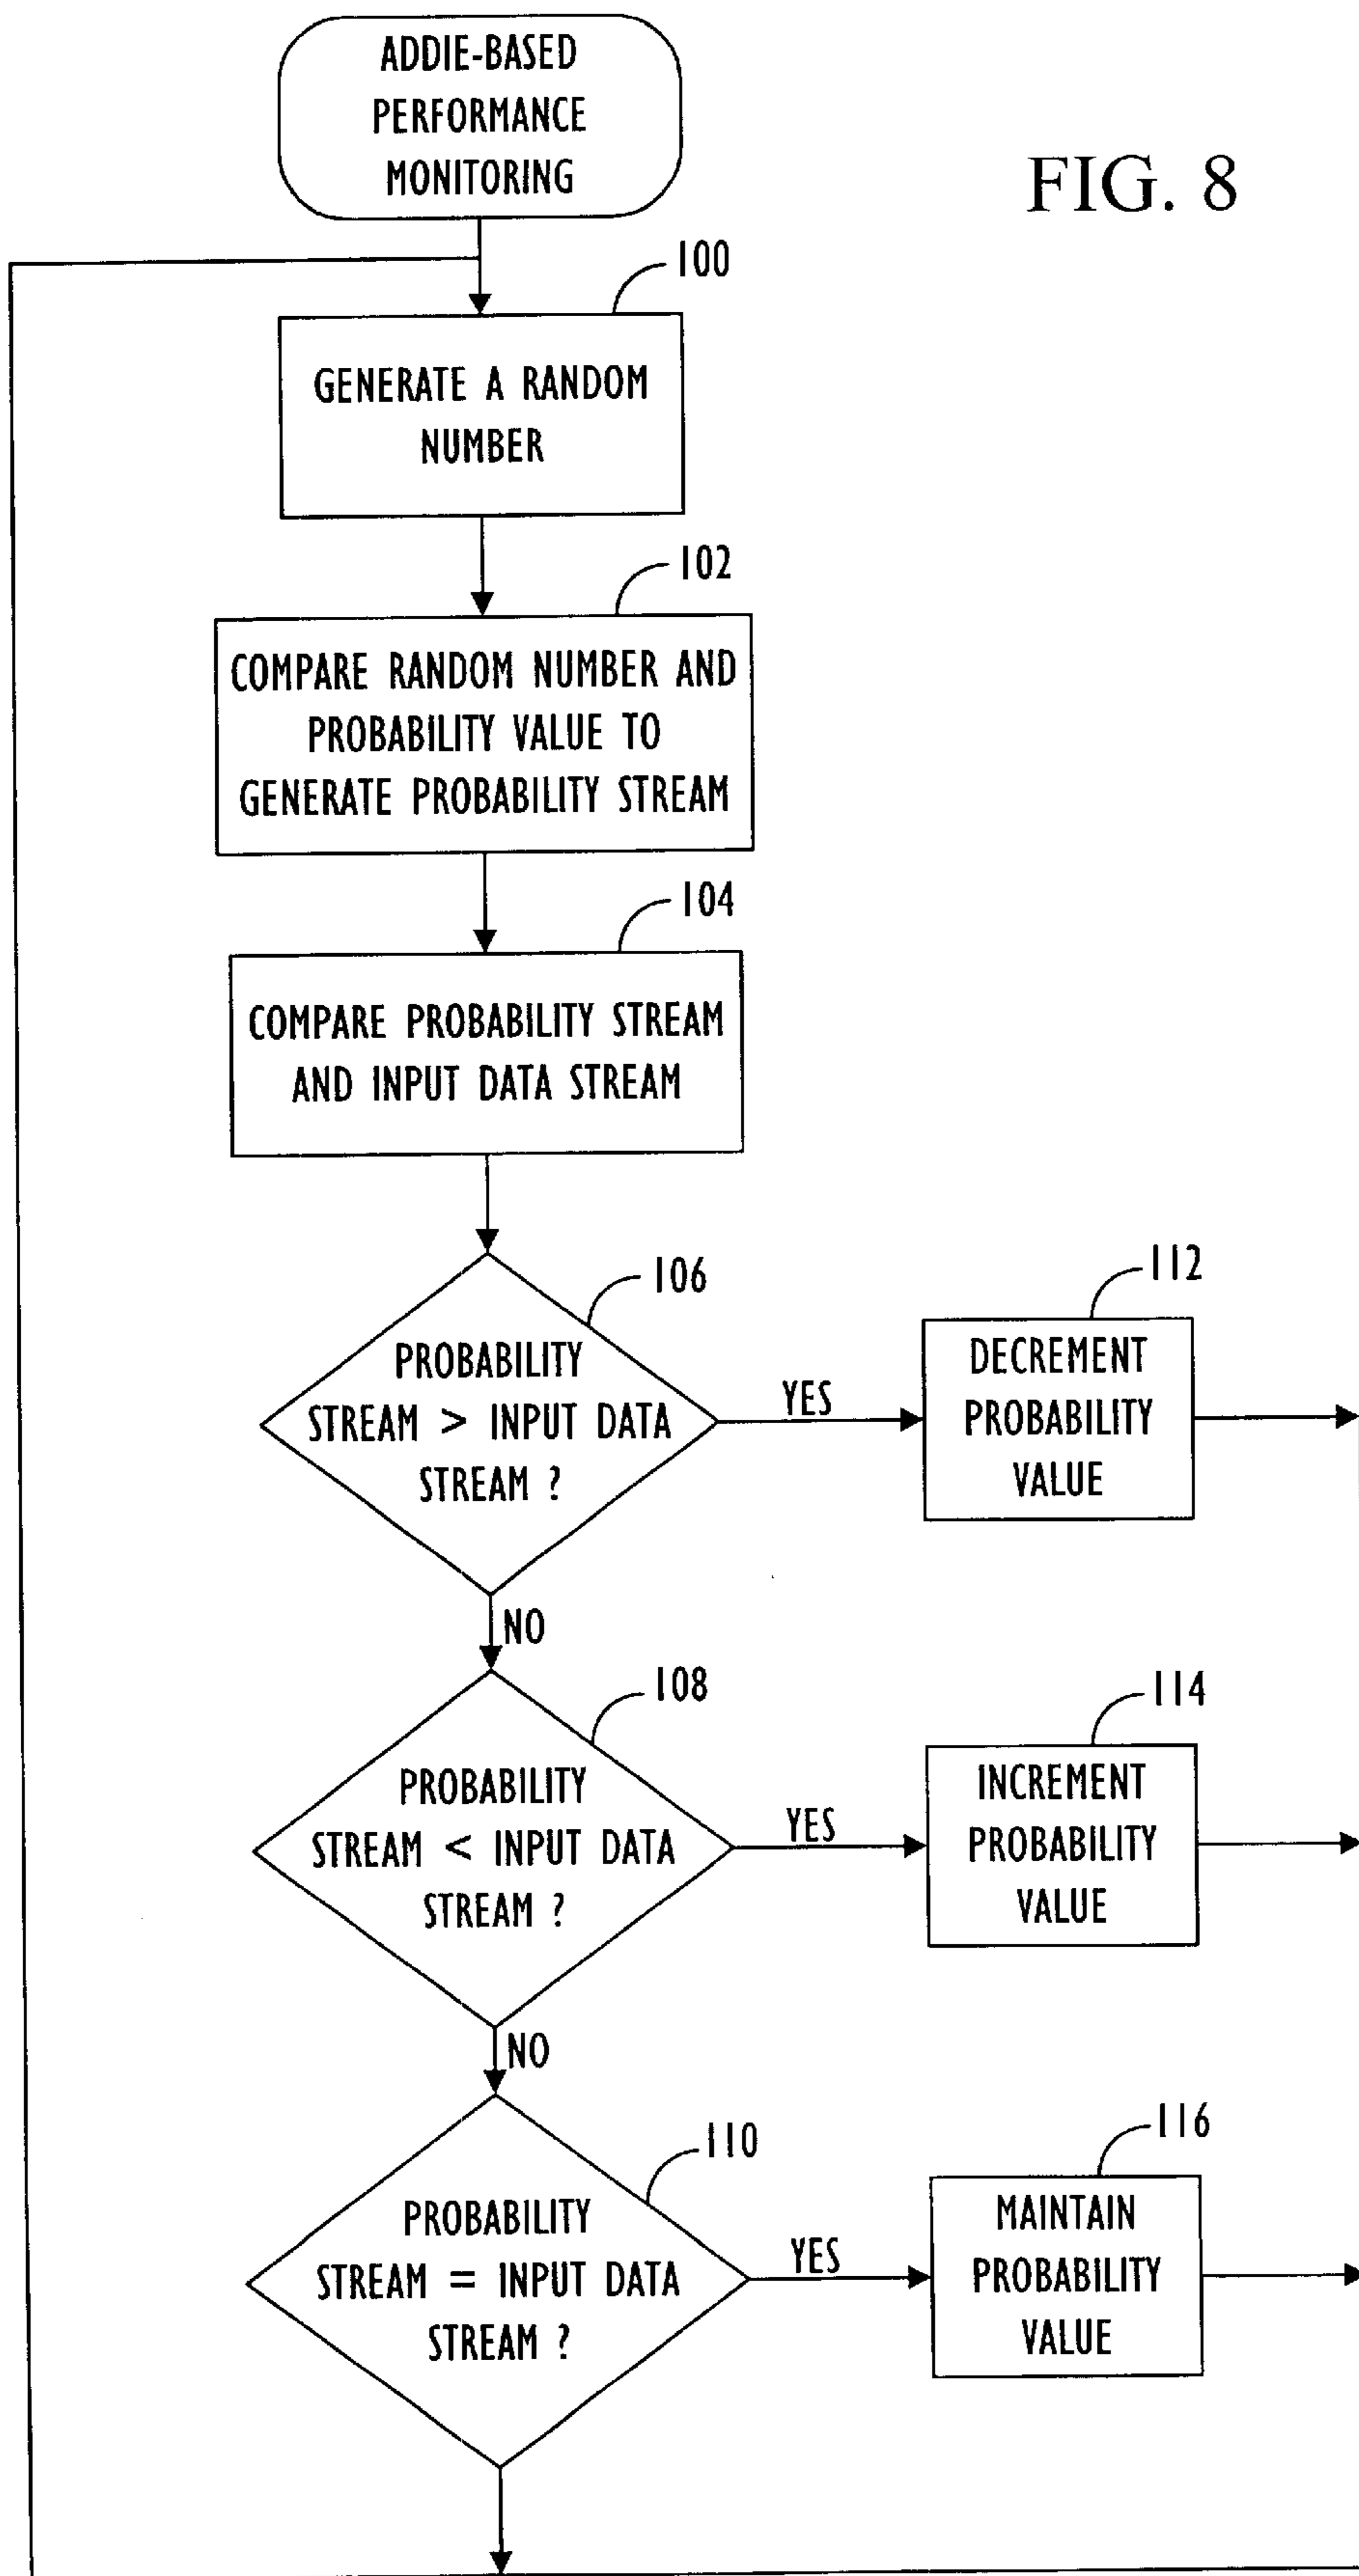 ADDIE-BASED
PERFORMANCE
MONITORING
FIG. 8
100
GENERATE A RANDOM
NUMBER
102
COMPARE RANDOM NUMBER AND
PROBABILITY VALUE TO
GENERATE PROBABILITY STREAM
104
COMPARE PROBABILITY STREAM
AND INPUT DATA STREAM
106
PROBABILITY
STREAM > INPUT DATA
STREAM ?
YES
112
DECREMENT
PROBABILITY
VALUE
NO
108
PROBABILITY
STREAM < INPUT DATA
STREAM ?
YES
114
INCREMENT
PROBABILITY
VALUE
NO
110
PROBABILITY
STREAM = INPUT DATA
STREAM ?
YES
116
MAINTAIN
PROBABILITY
VALUE